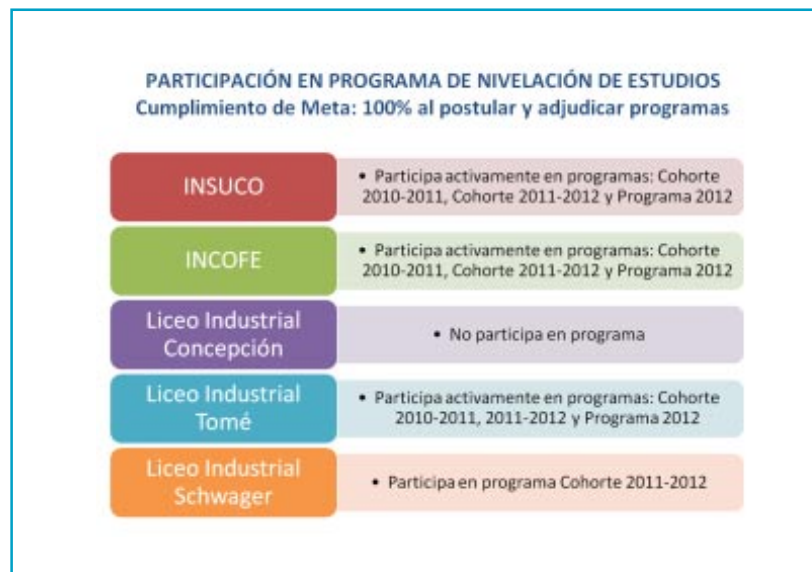 PARTICIPACIÓN EN PROGRAMA DE NIVELACIÓN DE ESTUDIOS
Cumplimiento de Meta: 100% al postular y adjudicar programas
INSUCO
• Participa activamente en programas: Cohorte
2010-2011, Cohorte 2011-2012 y Programa 2012
INCOFE
• Participa activamente en programas: Cohorte
2010-2011, Cohorte 2011-2012 y Programa 2012
Liceo Industrial
Concepción
• No participa en programa
Liceo Industrial
Tomé
• Participa activamente en programas: Cohorte
2010-2011, 2011-2012 y Programa 2012
Liceo Industrial
Schwager
• Participa en programa Cohorte 2011-2012